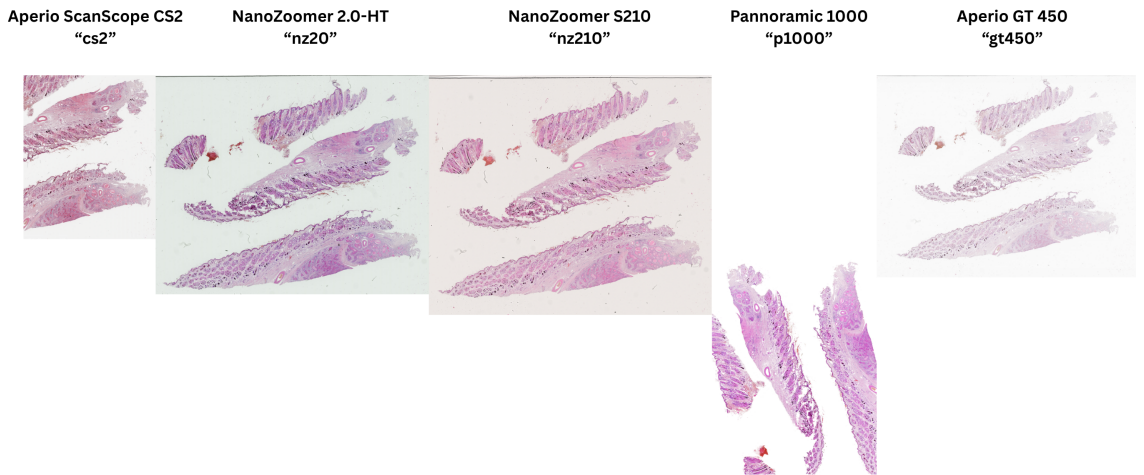 Aperio ScanScope CS2
“cs2”
NanoZoomer 2.0-HT
“nz20”
NanoZoomer S210
“nz210”
Pannoramic 1000
“p1000”
Aperio GT 450
“gt450”